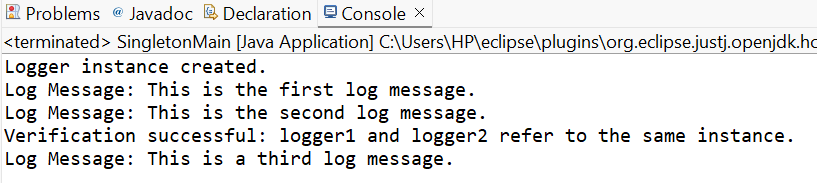 Problems @ Javadoc Declaration Console ×
<terminated> SingletonMain [Java Application] C:\Users\HP\eclipse\plugins\org.eclipse.justj.openjdk.ho
Logger instance created.
Log Message: This is the first log message.
Log Message: This is the second log message.
Verification successful: logger1 and logger2 refer to the same instance.
Log Message: This is a third log message.